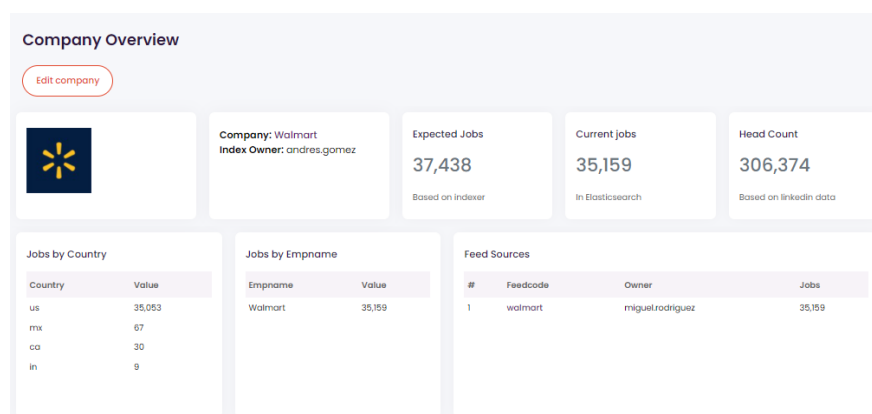 Company Overview
Edit company
Company: Walmart
Index Owner: andres.gomez
Expected Jobs
37,438
Based on indexer
Current jobs
35,159
In Elasticsearch
Head Count
306,374
Based on linkedin data
Jobs by Country
Country Value
us 35,053
mx 67
ca 30
in 9
Jobs by Empname
Empname Value
Walmart 35,159
Feed Sources
# Feedcode Owner Jobs
1 walmart miguel.rodriguez 35,159